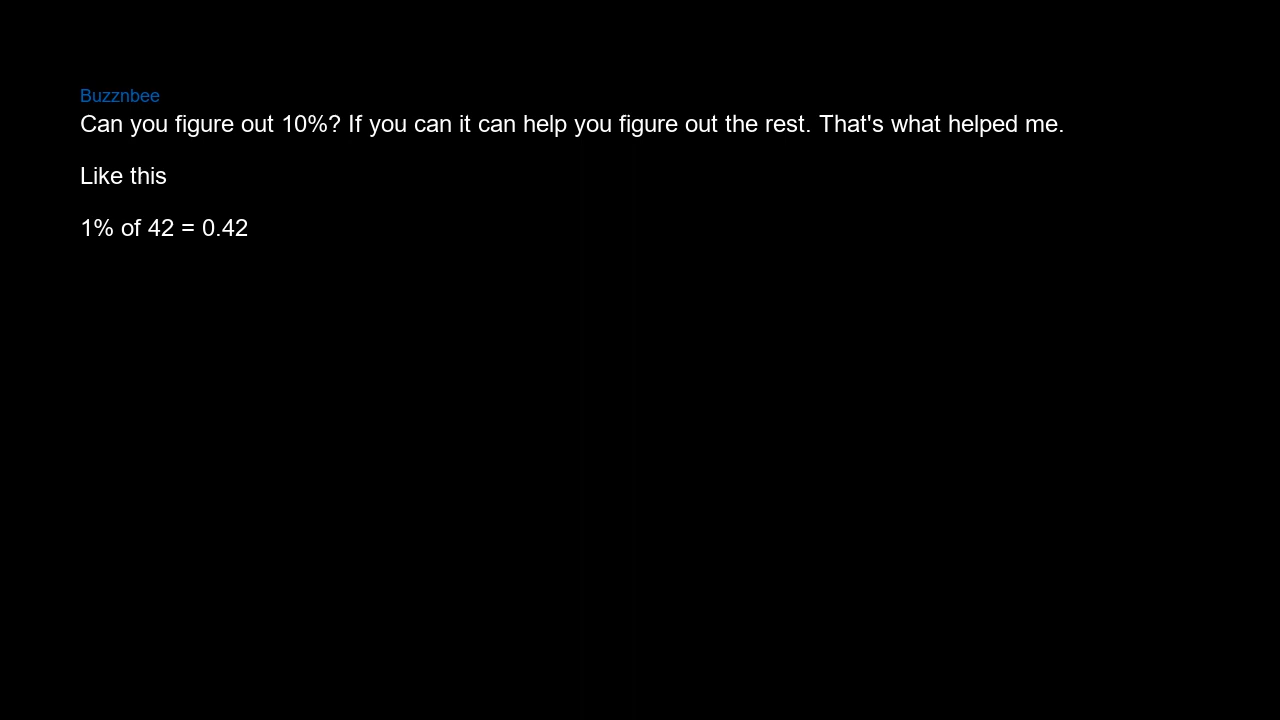 Buzznbee
Can you figure out 10%? If you can it can help you figure out the rest. That's what helped me.
Like this
1% of 42 = 0.42